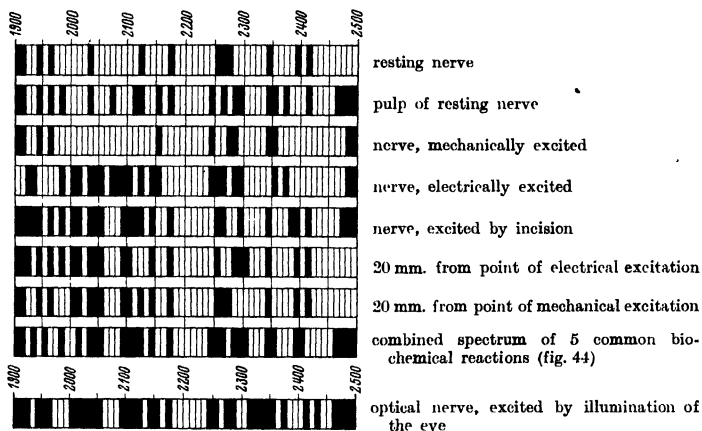 1900 2000 2100 2200 2300 2400 2500
resting nerve
pulp of resting nerve
nerve, mechanically excited
nerve, electrically excited
nerve, excited by incision
20 mm. from point of electrical excitation
20 mm. from point of mechanical excitation
combined spectrum of 5 common bio-
chemical reactions (fig. 44)
1900 2000 2100 2200 2300 2400 2500
optical nerve, excited by illumination of
the eye